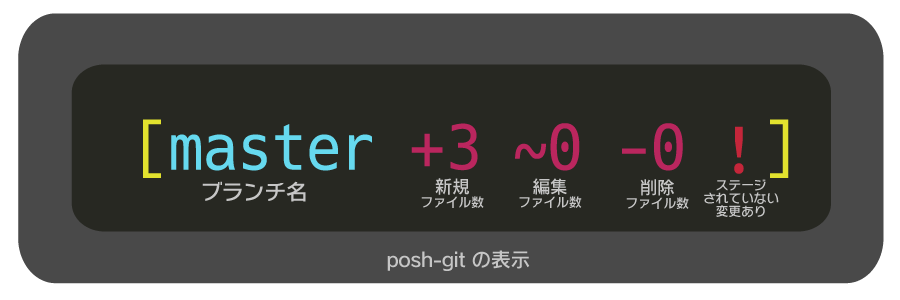 [master +3 ~0 -0 !]
ブランチ名
新規
ファイル数
編集
ファイル数
削除
ファイル数
ステージ
されていない
変更あり
posh-git の表示